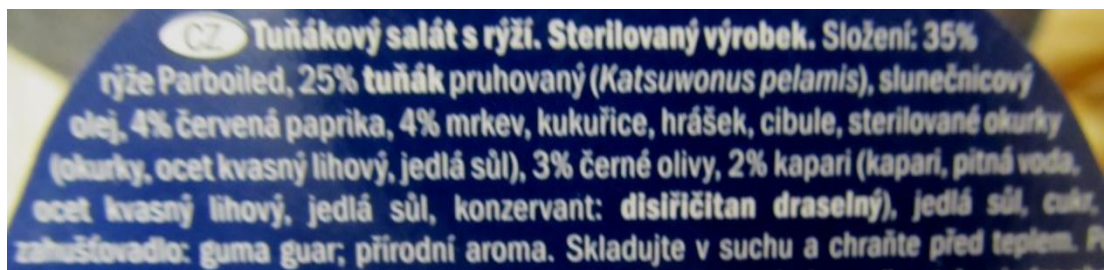 CZ Tuňákový salát s rýží. Sterilovaný výrobek. Složení: 35%
rýže Parboiled, 25% tuňák pruhovaný (Katsuwonus pelamis), slunečnicový
olej, 4% červená paprika, 4% mrkev, kukuřice, hrášek, cibule, sterilované okurky
(okurky, ocet kvasný lihový, jedlá sůl), 3% černé olivy, 2% kapari (kapari, pitná voda,
ocet kvasný lihový, jedlá sůl, konzervant: disiřičitan draselný), jedlá sůl, cukr,
zahušťovadlo: guma guar; přírodní aroma. Skladujte v suchu a chraňte před teplem.